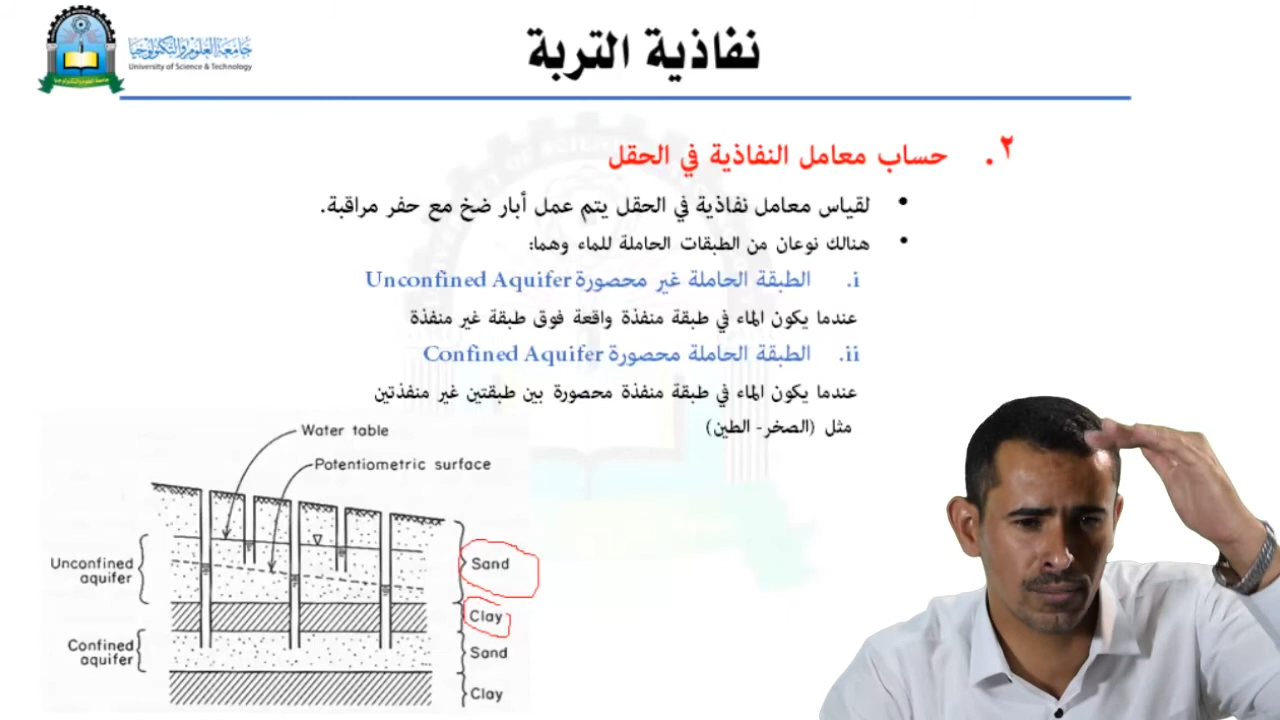 جامعة العلوم والتكنولوجيا
University of Science & Technology
نفاذية التربة
٢. حساب معامل النفاذية في الحقل
• لقياس معامل نفاذية في الحقل يتم عمل أبار ضخ مع حفر مراقبة.
• هنالك نوعان من الطبقات الحاملة للماء وهما:
i. الطبقة الحاملة غير محصورة Unconfined Aquifer
عندما يكون الماء في طبقة منفذة واقعة فوق طبقة غير منفذة
ii. الطبقة الحاملة محصورة Confined Aquifer
عندما يكون الماء في طبقة منفذة محصورة بين طبقتين غير منفذتين
مثل (الصخر- الطين)
Water table
Potentiometric surface
Unconfined
aquifer
Confined
aquifer
Sand
Clay
Sand
Clay